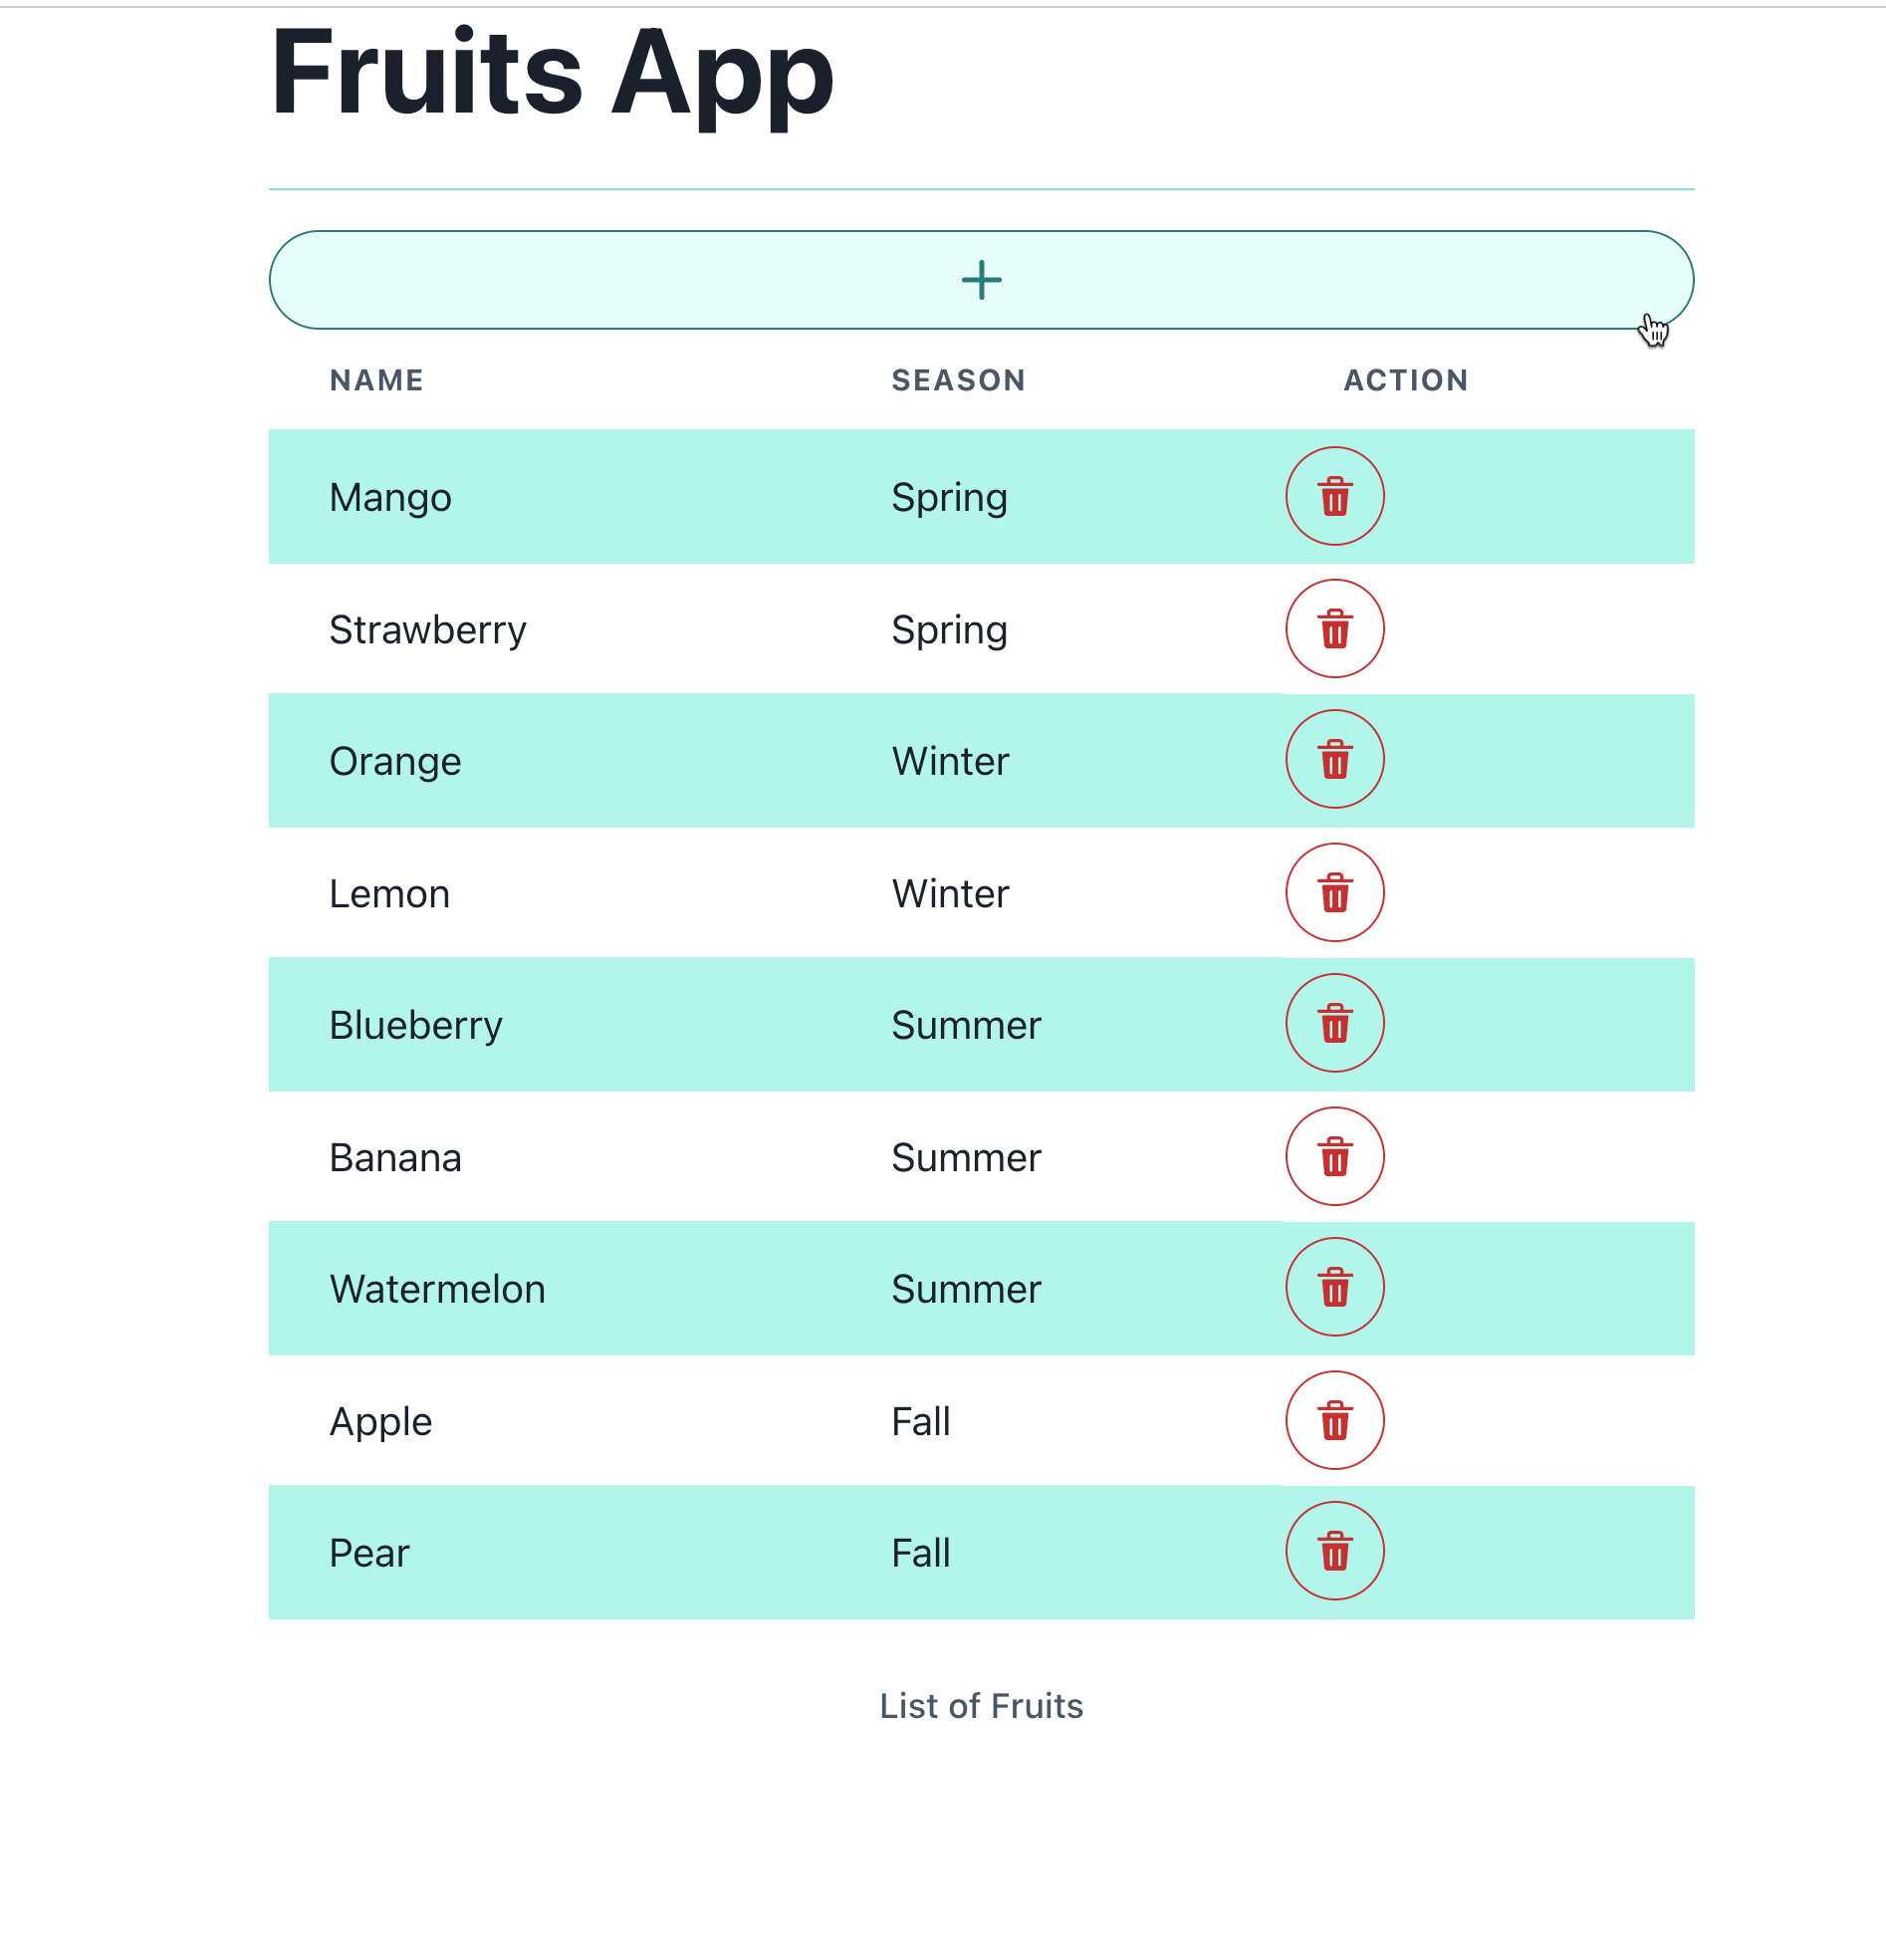 Fruits App
NAME SEASON ACTION
Mango Spring
Strawberry Spring
Orange Winter
Lemon Winter
Blueberry Summer
Banana Summer
Watermelon Summer
Apple Fall
Pear Fall
List of Fruits